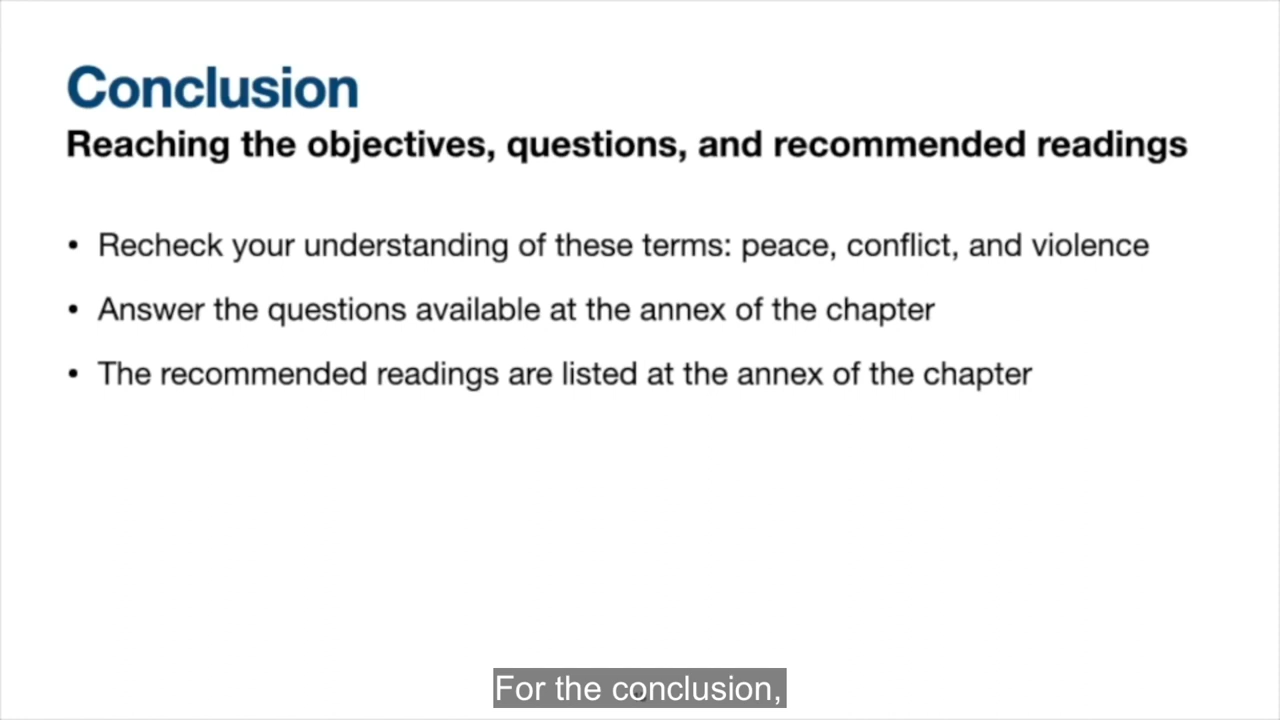 Conclusion
Reaching the objectives, questions, and recommended readings
• Recheck your understanding of these terms: peace, conflict, and violence
• Answer the questions available at the annex of the chapter
• The recommended readings are listed at the annex of the chapter
For the conclusion,